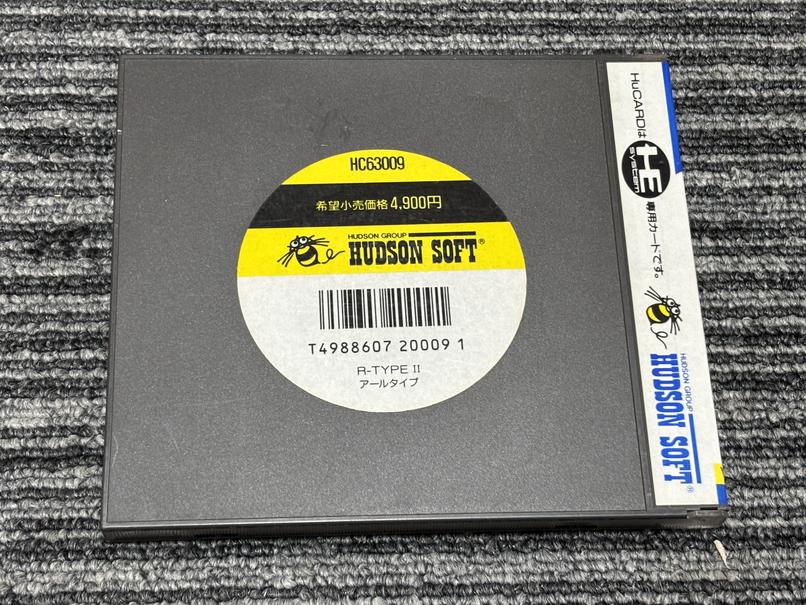 HC63009
希望小売価格4,900円
HUDSON GROUP
HUDSON SOFT®
T4988607 20009 1
R-TYPE II
アールタイプ
HuCARDは
HE
SYSTEM
専用カードです。
HUDSON GROUP
HUDSON SOFT®